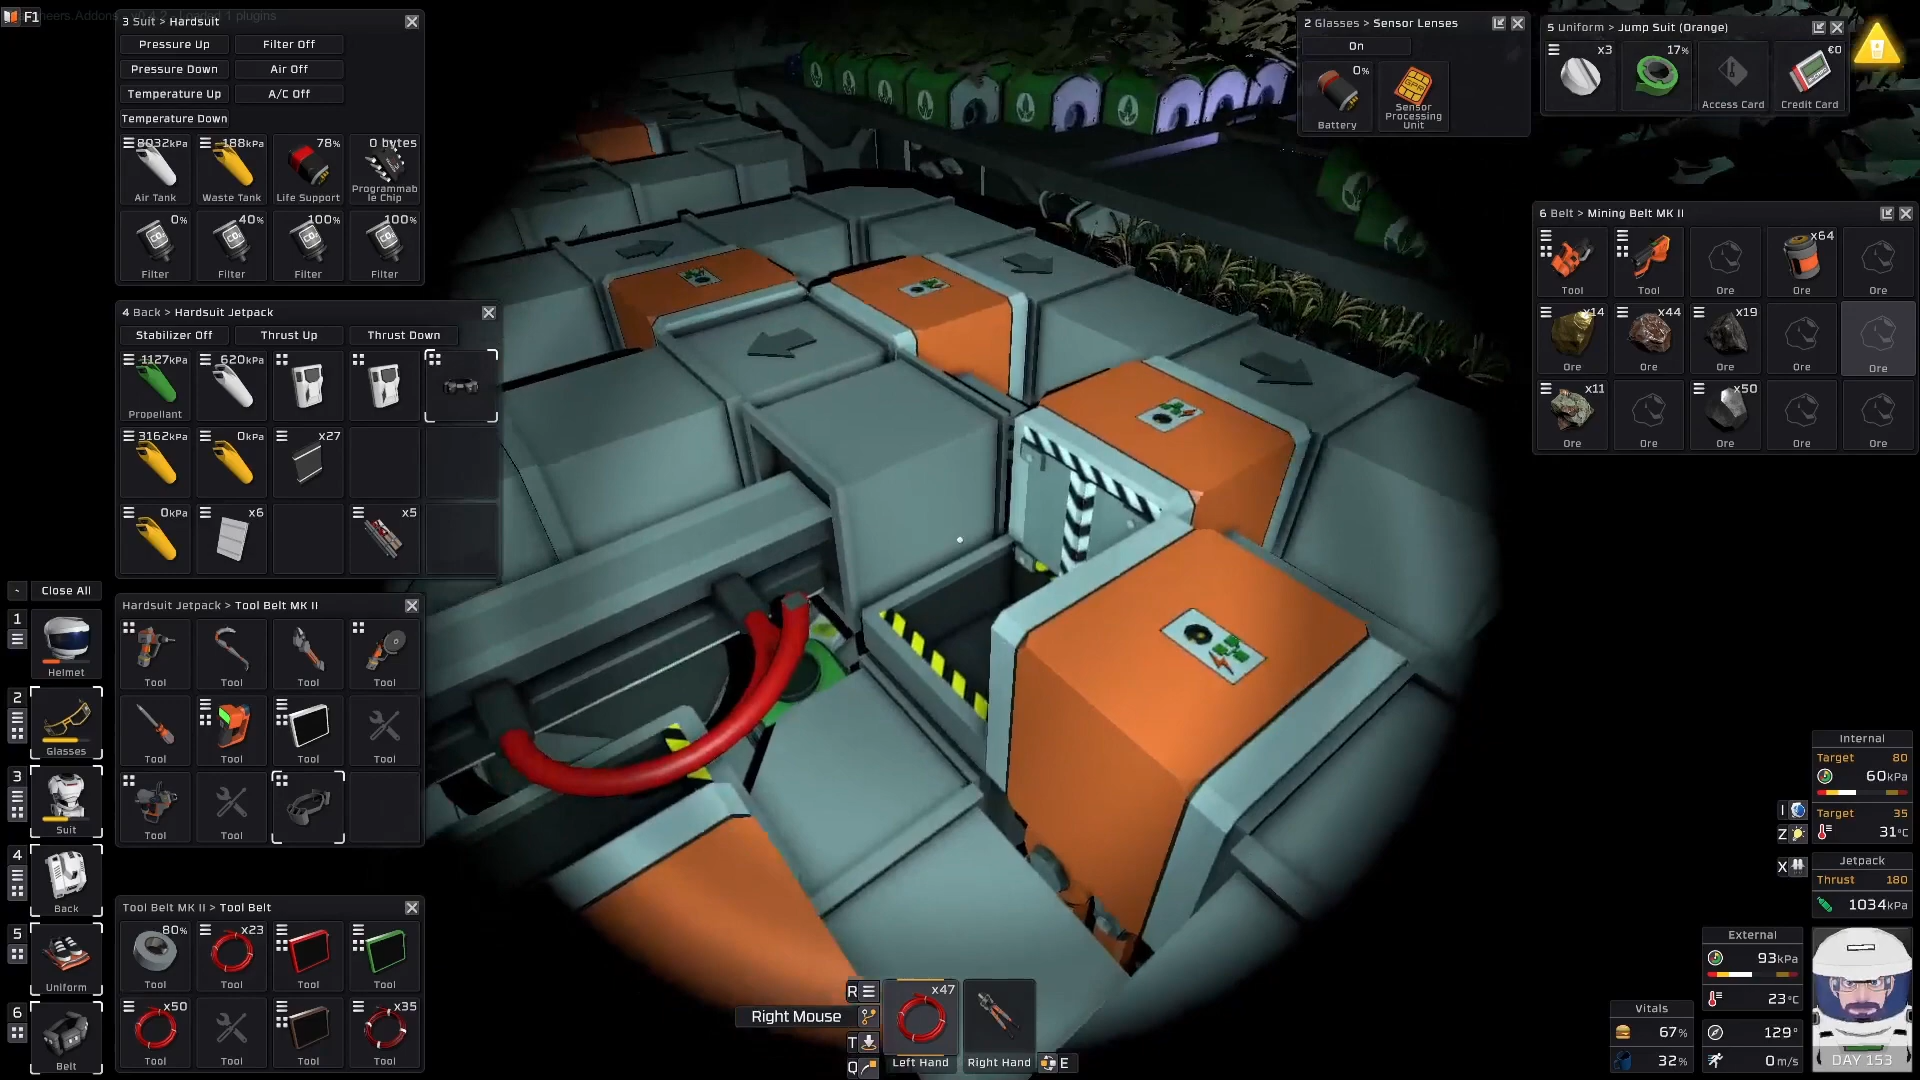 F1
3 Suit > Hardsuit
Pressure Up
Filter Off
Pressure Down
Air Off
Temperature Up
A/C Off
Temperature Down
8032kPa
188kPa
78%
0 bytes
Air Tank
Waste Tank
Life Support
Programmab
le Chip
0%
40%
100%
100%
Filter
Filter
Filter
Filter
4 Back > Hardsuit Jetpack
Stabilizer Off
Thrust Up
Thrust Down
1127kPa
620kPa
Propellant
3162kPa
0kPa
x27
0kPa
x6
x5
Hardsuit Jetpack > Tool Belt MK II
Tool
Tool
Tool
Tool
Tool
Tool
Tool
Tool
Tool
Tool
Tool
Tool Belt MK II > Tool Belt
80%
x23
Tool
Tool
Tool
Tool
x50
x35
Tool
Tool
Tool
Tool
~
Close All
1
Helmet
2
Glasses
3
Suit
4
Back
5
Uniform
6
Belt
2 Glasses > Sensor Lenses
On
0%
Battery
Sensor
Processing
Unit
5 Uniform > Jump Suit (Orange)
x3
17%
€0
Access Card
Credit Card
6 Belt > Mining Belt MK II
x64
Tool
Tool
Ore
Ore
Ore
x14
x44
x19
Ore
Ore
Ore
Ore
Ore
x11
x50
Ore
Ore
Ore
Ore
Ore
Internal
Target 80
60kPa
Target 35
31°C
I
Z
X
Jetpack
Thrust 180
1034kPa
External
93kPa
23°C
Vitals
67%
129°
32%
0m/s
DAY 153
R
Right Mouse
T
Q
x47
Left Hand
Right Hand
E